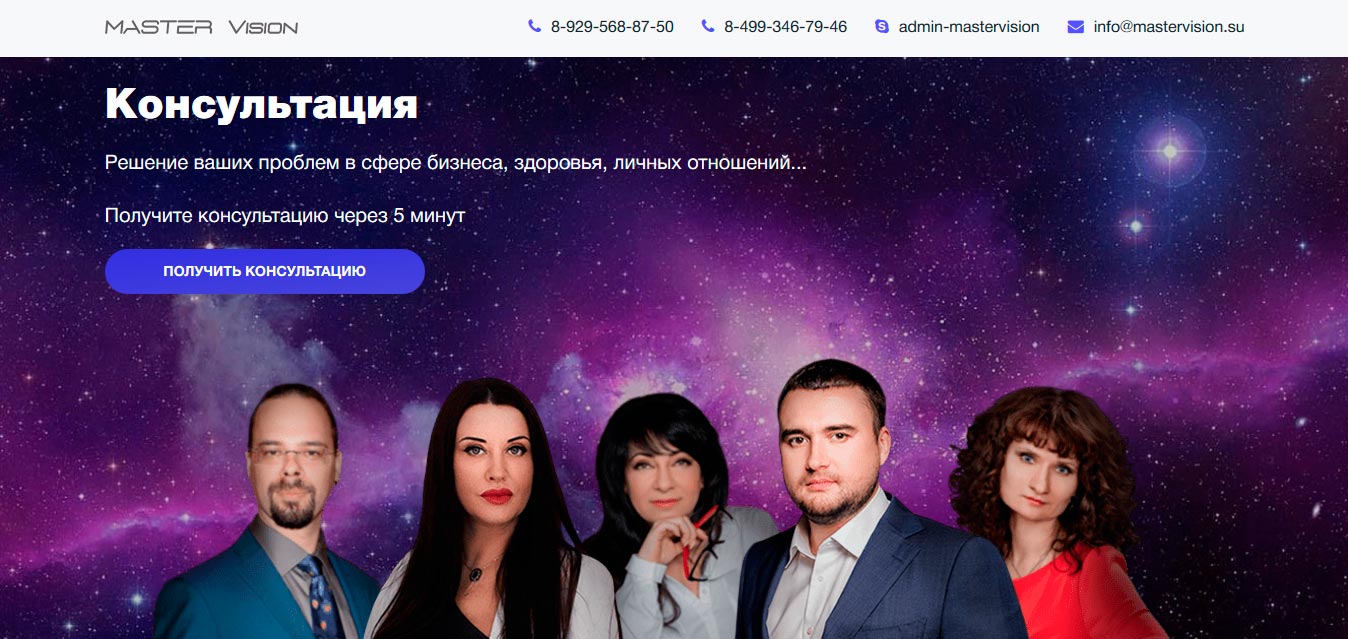 MASTER VISION
8-929-568-87-50
8-499-346-79-46
admin-mastervision
info@mastervision.su
Консультация
Решение ваших проблем в сфере бизнеса, здоровья, личных отношений...
Получите консультацию через 5 минут
ПОЛУЧИТЬ КОНСУЛЬТАЦИЮ